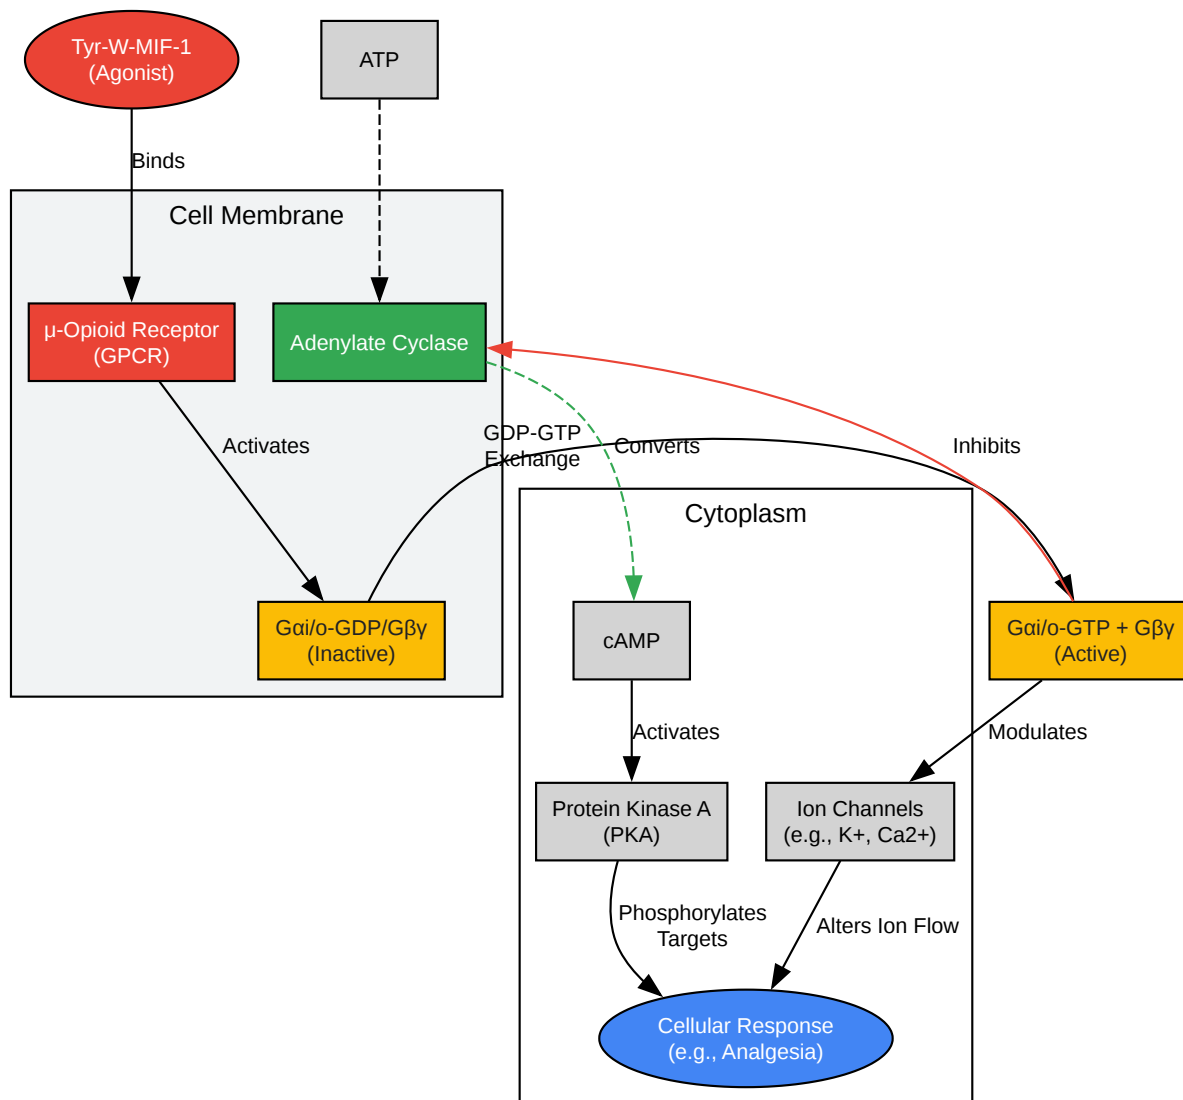 Tyr-W-MIF-1
(Agonist)
ATP
Binds
Cell Membrane
μ-Opioid Receptor
(GPCR)
Adenylate Cyclase
Activates
GDP-GTP
Exchange
Converts
Inhibits
Cytoplasm
Gαi/o-GDP/Gβγ
(Inactive)
cAMP
Gαi/o-GTP + Gβγ
(Active)
Activates
Modulates
Protein Kinase A
(PKA)
Ion Channels
(e.g., K+, Ca2+)
Phosphorylates
Targets
Alters Ion Flow
Cellular Response
(e.g., Analgesia)